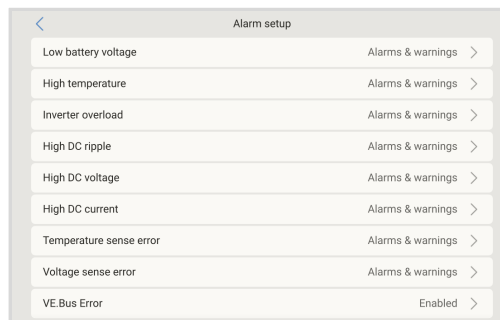 Alarm setup
Low battery voltage Alarms & warnings
High temperature Alarms & warnings
Inverter overload Alarms & warnings
High DC ripple Alarms & warnings
High DC voltage Alarms & warnings
High DC current Alarms & warnings
Temperature sense error Alarms & warnings
Voltage sense error Alarms & warnings
VE.Bus Error Enabled